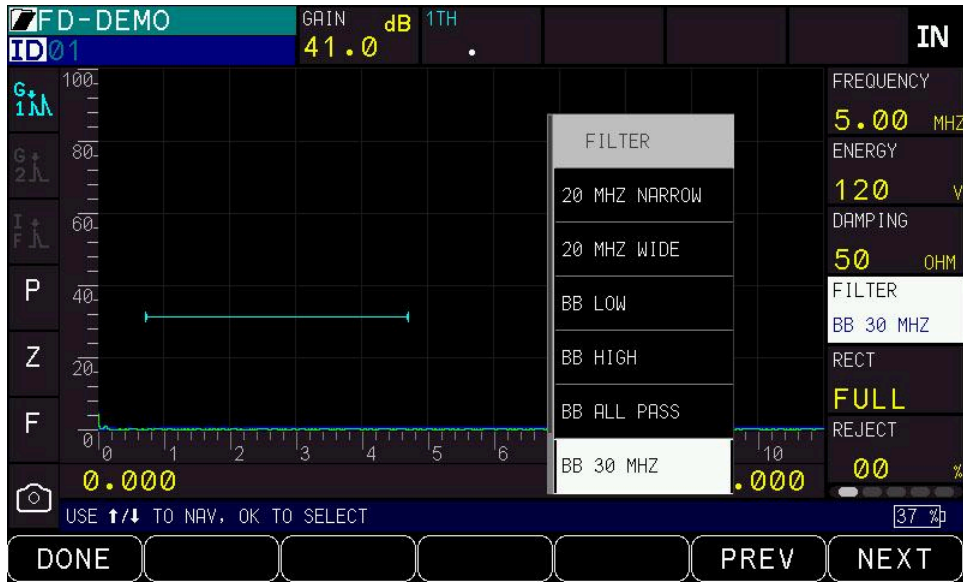 FD-DEMO
ID01
GAIN dB
41.0
1TH
.
IN
G
1
100
80
60
40
20
0
G
2
I
F
P
Z
F
0 1 2 3 4 5 6 10
0.000
.000
FILTER
20 MHZ NARROW
20 MHZ WIDE
BB LOW
BB HIGH
BB ALL PASS
BB 30 MHZ
FREQUENCY
5.00 MHZ
ENERGY
120 V
DAMPING
50 OHM
FILTER
BB 30 MHZ
RECT
FULL
REJECT
00 %
USE ↑/↓ TO NAV, OK TO SELECT
37 %
DONE
PREV
NEXT